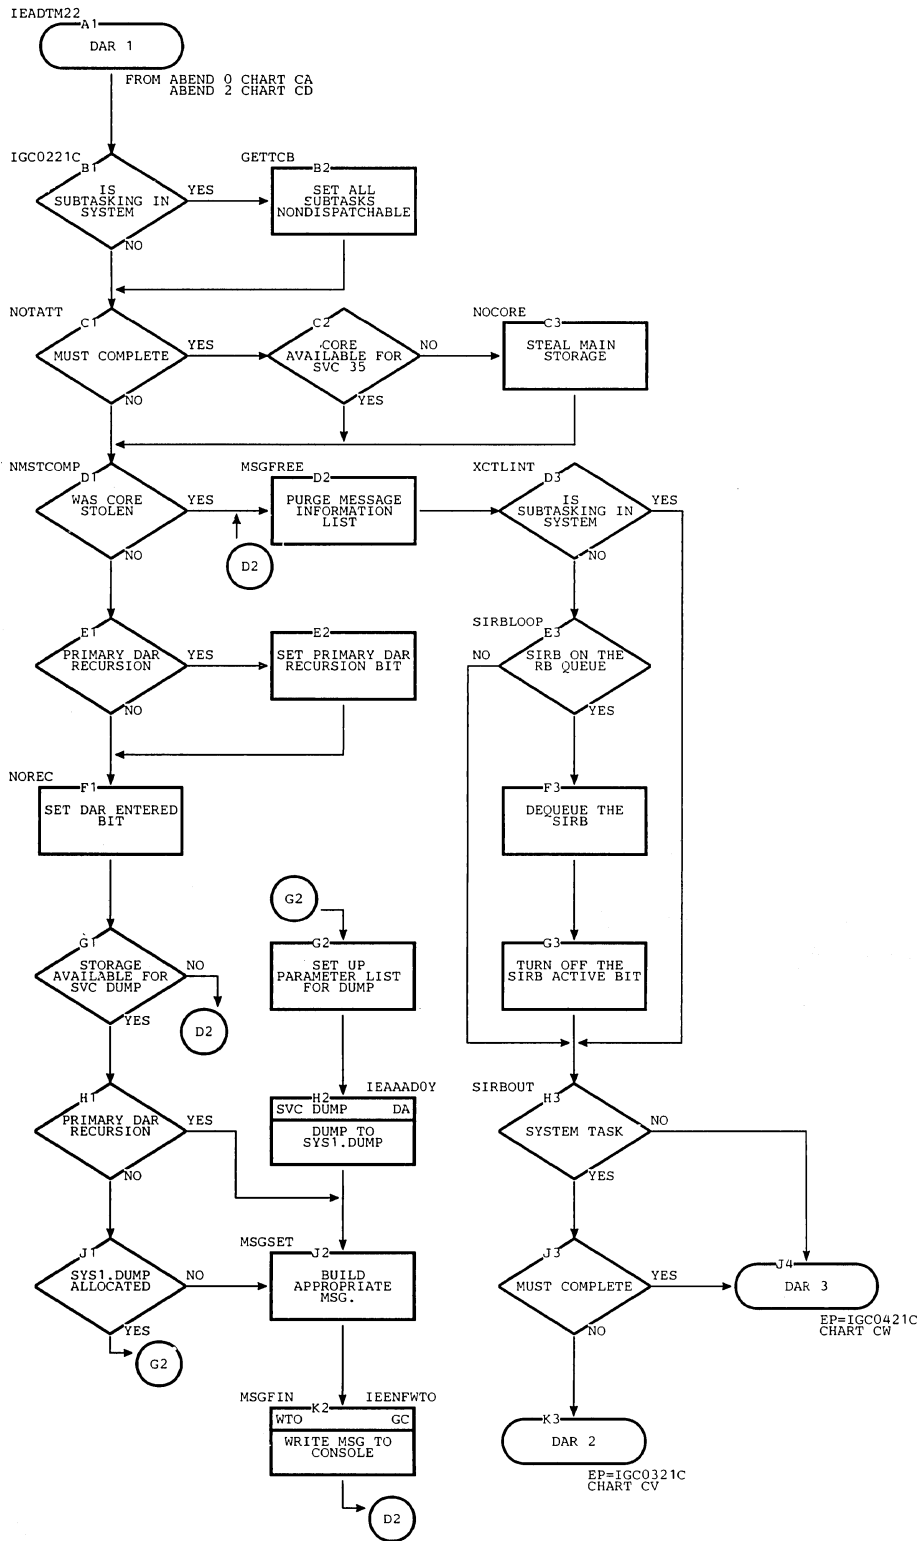 IEADTM22
A1
DAR 1
FROM ABEND 0 CHART CA
ABEND 2 CHART CD
IGC0221C
B1
IS
SUBTASKING IN
SYSTEM
YES
NO
GETTCB
B2
SET ALL
SUBTASKS
NONDISPATCHABLE
NOTATT
C1
MUST COMPLETE
YES
NO
C2
CORE
AVAILABLE FOR
SVC 35
NO
YES
NOCORE
C3
STEAL MAIN
STORAGE
NMSTCOMP
D1
WAS CORE
STOLEN
YES
NO
D2
MSGFREE
D2
PURGE MESSAGE
INFORMATION
LIST
XCTLINT
D3
IS
SUBTASKING IN
SYSTEM
YES
NO
E1
PRIMARY DAR
RECURSION
YES
NO
E2
SET PRIMARY DAR
RECURSION BIT
SIRBLOOP
E3
SIRB ON THE
RB QUEUE
NO
YES
NOREC
F1
SET DAR ENTERED
BIT
F3
DEQUEUE THE
SIRB
G2
G1
STORAGE
AVAILABLE FOR
SVC DUMP
NO
YES
D2
G2
SET UP
PARAMETER LIST
FOR DUMP
G3
TURN OFF THE
SIRB ACTIVE BIT
H1
PRIMARY DAR
RECURSION
YES
NO
IEAAAD0Y
H2
SVC DUMP DA
DUMP TO
SYS1.DUMP
SIRBOUT
H3
SYSTEM TASK
NO
YES
J1
SYS1.DUMP
ALLOCATED
NO
YES
G2
MSGSET
J2
BUILD
APPROPRIATE
MSG.
J3
MUST COMPLETE
YES
NO
J4
DAR 3
EP=IGC0421C
CHART CW
MSGFIN
IEENFWTO
K2
WTO GC
WRITE MSG TO
CONSOLE
D2
K3
DAR 2
EP=IGC0321C
CHART CV